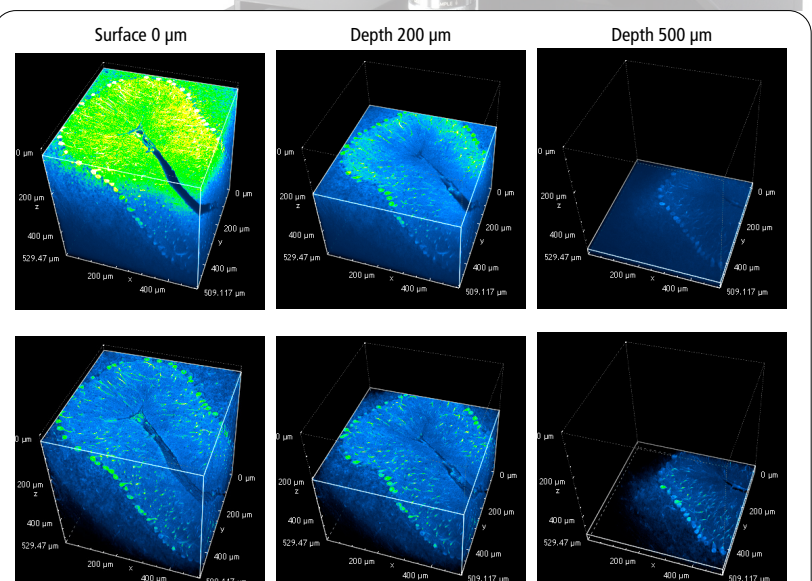 Surface 0 µm
Depth 200 µm
Depth 500 µm
0 µm
200 µm
z
400 µm
529.47 µm
200 µm
x
400 µm
509.117 µm
400 µm
y
200 µm
0 µm
0 µm
200 µm
z
400 µm
529.47 µm
200 µm
x
400 µm
509.117 µm
400 µm
y
200 µm
0 µm
0 µm
200 µm
z
400 µm
529.47 µm
200 µm
x
400 µm
509.117 µm
400 µm
y
200 µm
0 µm
0 µm
200 µm
z
400 µm
529.47 µm
200 µm
x
400 µm
400 µm
y
200 µm
0 µm
0 µm
200 µm
z
400 µm
529.47 µm
200 µm
x
400 µm
509.117 µm
400 µm
y
200 µm
0 µm
0 µm
200 µm
z
400 µm
529.47 µm
200 µm
x
400 µm
509.117 µm
400 µm
y
200 µm
0 µm